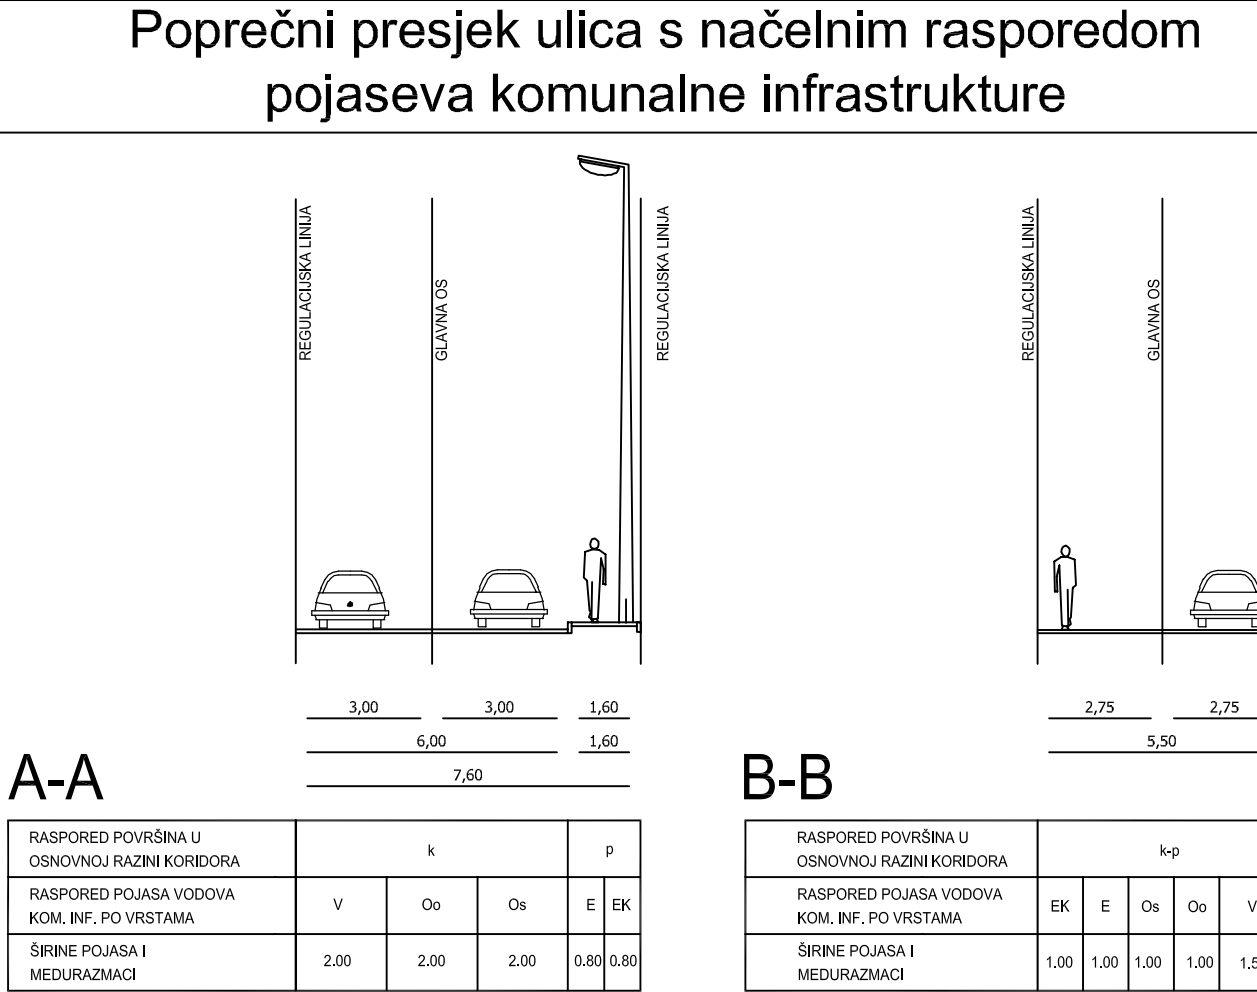 Poprečni presjek ulica s načelnim rasporedom
pojaseva komunalne infrastrukture
REGULACIJSKA LINIJA
GLAVNA OS
REGULACIJSKA LINIJA
3,00 3,00 1,60
6,00 1,60
7,60
A-A
RASPORED POVRŠINA U
OSNOVNOJ RAZINI KORIDORA
k p
RASPORED POJASA VODOVA
KOM. INF. PO VRSTAMA
V Oo Os E EK
ŠIRINE POJASA I
MEDURAZMACI
2.00 2.00 2.00 0.80 0.80
REGULACIJSKA LINIJA
GLAVNA OS
2,75 2,75
5,50
B-B
RASPORED POVRŠINA U
OSNOVNOJ RAZINI KORIDORA
k-p
RASPORED POJASA VODOVA
KOM. INF. PO VRSTAMA
EK E Os Oo V
ŠIRINE POJASA I
MEDURAZMACI
1.00 1.00 1.00 1.00